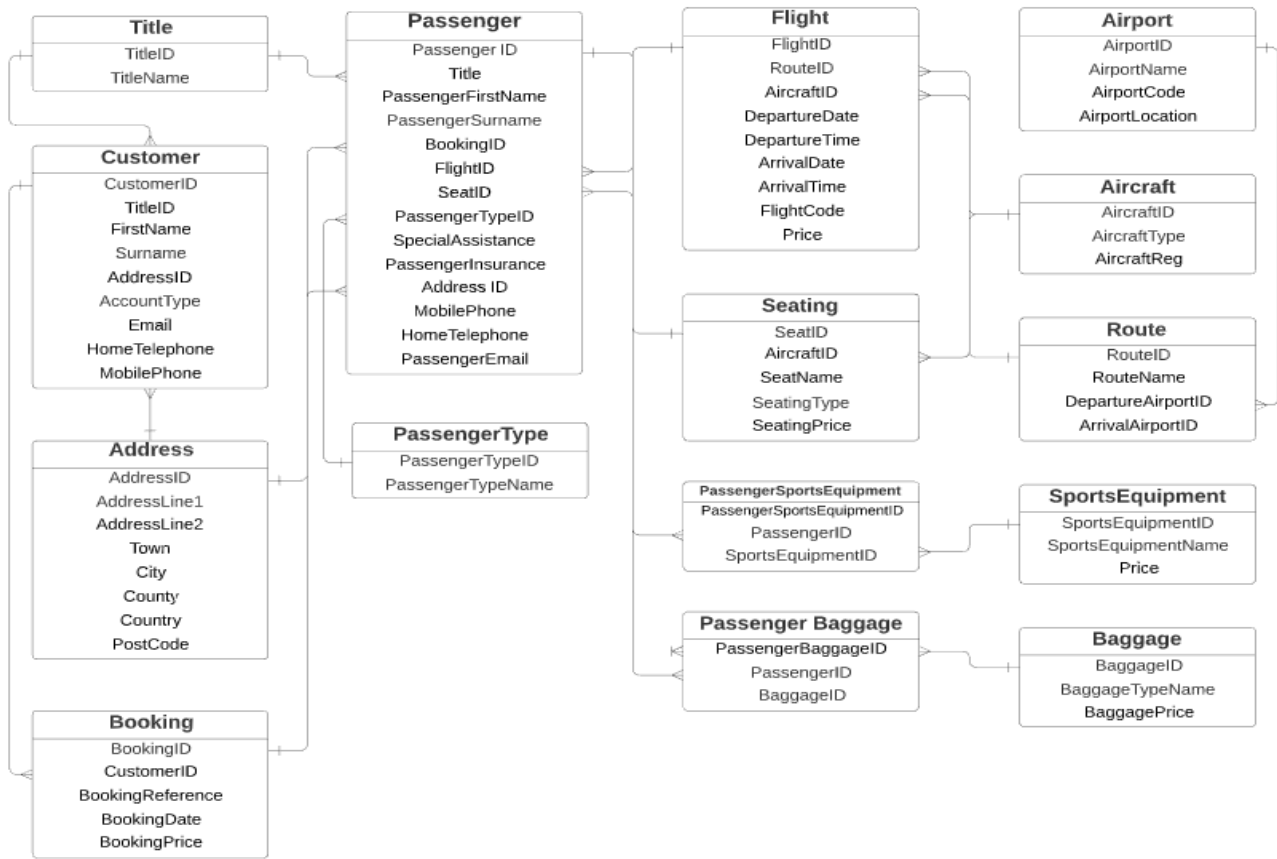 Title
TitleID
TitleName
Customer
CustomerID
TitleID
FirstName
Surname
AddressID
AccountType
Email
HomeTelephone
MobilePhone
Address
AddressID
AddressLine1
AddressLine2
Town
City
County
Country
PostCode
Booking
BookingID
CustomerID
BookingReference
BookingDate
BookingPrice
Passenger
Passenger ID
Title
PassengerFirstName
PassengerSurname
BookingID
FlightID
SeatID
PassengerTypeID
SpecialAssistance
PassengerInsurance
Address ID
MobilePhone
HomeTelephone
PassengerEmail
PassengerType
PassengerTypeID
PassengerTypeName
Flight
FlightID
RouteID
AircraftID
DepartureDate
DepartureTime
ArrivalDate
ArrivalTime
FlightCode
Price
Seating
SeatID
AircraftID
SeatName
SeatingType
SeatingPrice
PassengerSportsEquipment
PassengerSportsEquipmentID
PassengerID
SportsEquipmentID
Passenger Baggage
PassengerBaggageID
PassengerID
BaggageID
Airport
AirportID
AirportName
AirportCode
AirportLocation
Aircraft
AircraftID
AircraftType
AircraftReg
Route
RouteID
RouteName
DepartureAirportID
ArrivalAirportID
SportsEquipment
SportsEquipmentID
SportsEquipmentName
Price
Baggage
BaggageID
BaggageTypeName
BaggagePrice